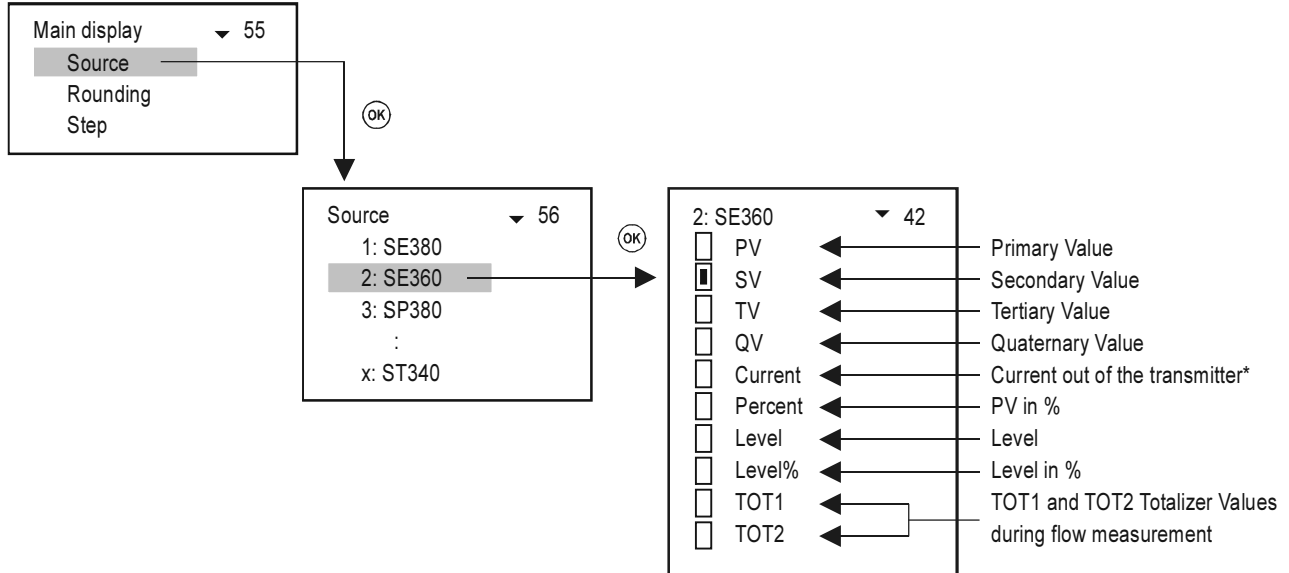 Main display 55
Source
Rounding
Step
OK
Source 56
1: SE380
2: SE360
3: SP380
:
x: ST340
OK
2: SE360 42
PV Primary Value
SV Secondary Value
TV Tertiary Value
QV Quaternary Value
Current Current out of the transmitter*
Percent PV in %
Level Level
Level% Level in %
TOT1 TOT1 and TOT2 Totalizer Values
TOT2 during flow measurement